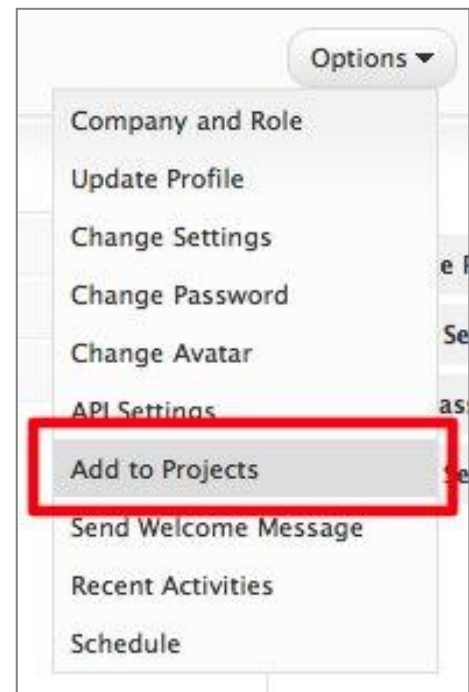 Options
Company and Role
Update Profile
Change Settings
Change Password
Change Avatar
API Settings
Add to Projects
Send Welcome Message
Recent Activities
Schedule